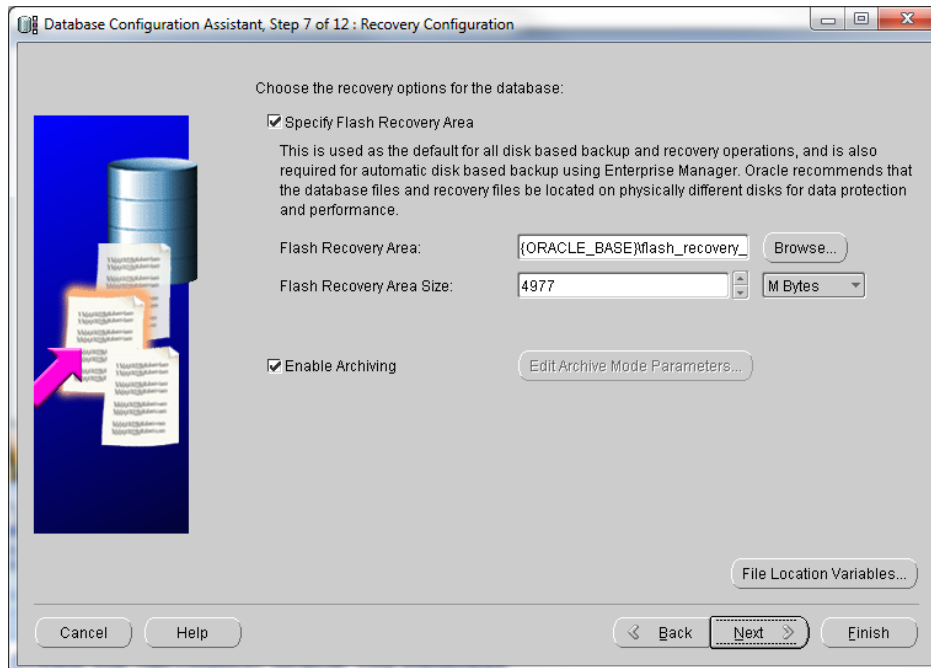 Database Configuration Assistant, Step 7 of 12 : Recovery Configuration
Choose the recovery options for the database:
Specify Flash Recovery Area
This is used as the default for all disk based backup and recovery operations, and is also
required for automatic disk based backup using Enterprise Manager. Oracle recommends that
the database files and recovery files be located on physically different disks for data protection
and performance.
Flash Recovery Area: {ORACLE_BASE}\flash_recovery_ Browse...
Flash Recovery Area Size: 4977 M Bytes
Enable Archiving Edit Archive Mode Parameters...
File Location Variables...
Cancel Help Back Next Finish